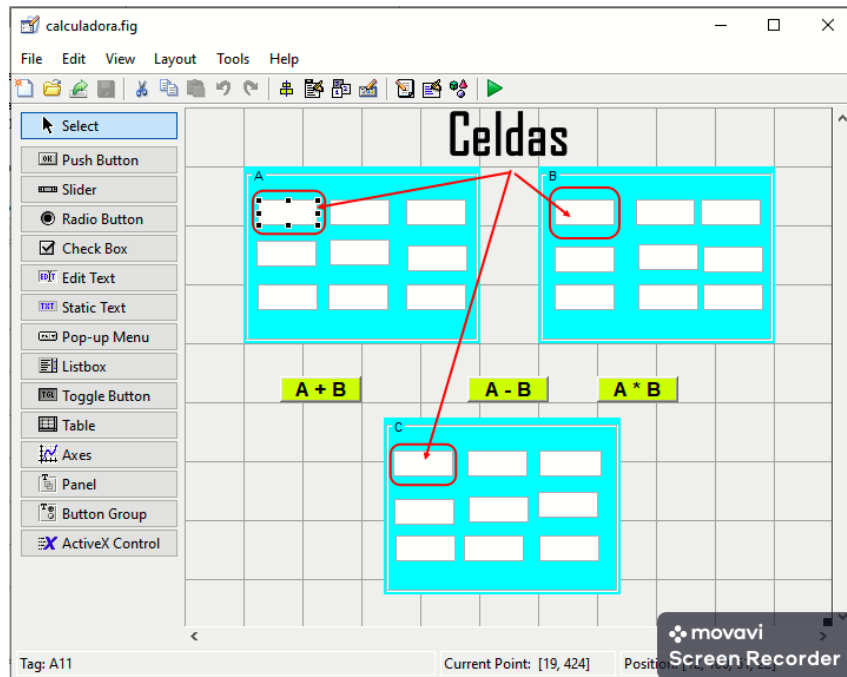 calculadora.fig
File Edit View Layout Tools Help
Select
Push Button
Slider
Radio Button
Check Box
Edit Text
Static Text
Pop-up Menu
Listbox
Toggle Button
Table
Axes
Panel
Button Group
ActiveX Control
Celdas
A B
A + B A - B A * B
C
movavi
Screen Recorder
Tag: A11 Current Point: [19, 424]